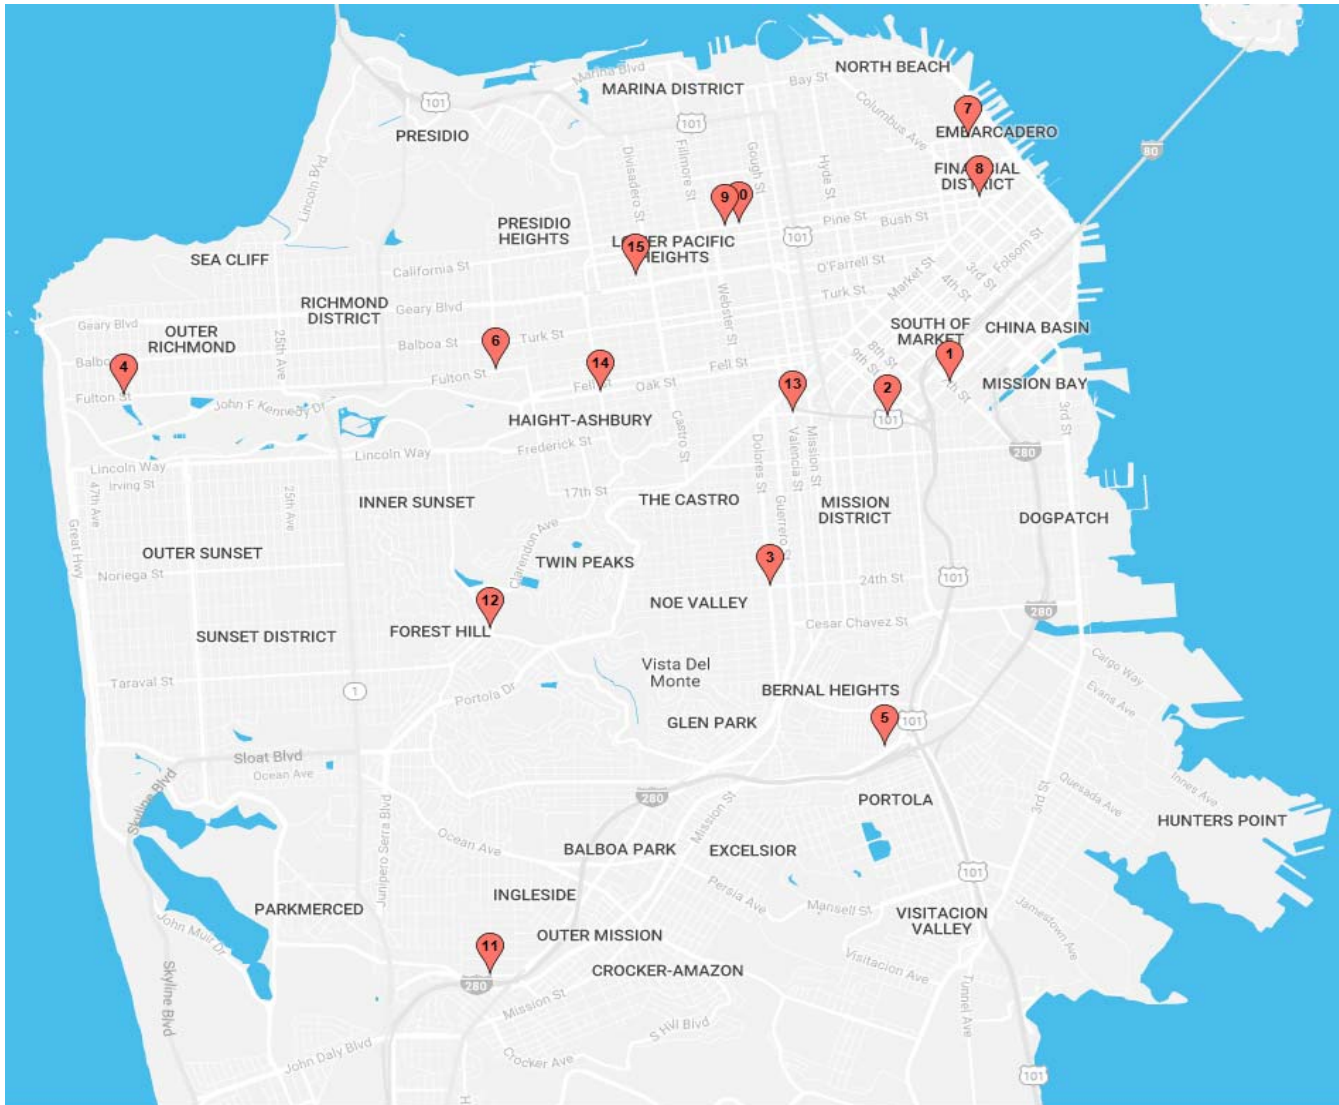 NORTH BEACH
Marina Blvd
Bay St
MARINA DISTRICT
101
7
Columbus Ave
101
EMBARCADERO
PRESIDIO
80
Divisadero St
Fillmore St
Gough St
Hyde St
8
FINANCIAL
DISTRICT
Lincoln Blvd
9
0
PRESIDIO
HEIGHTS
Pine St
Bush St
101
LOWER PACIFIC
HEIGHTS
15
SEA CLIFF
California St
O'Farrell St
Market St
3rd St
Folsom St
4th St
RICHMOND
DISTRICT
Geary Blvd
Webster St
Turk St
Geary Blvd
OUTER
RICHMOND
25th Ave
Balboa St
6
Turk St
SOUTH OF
MARKET
CHINA BASIN
8th St
9th St
1
Balbo
4
14
Fell St
Fulton St
Fell St
Oak St
13
2
7th St
MISSION BAY
Fulton St
John F Kennedy Dr
HAIGHT-ASHBURY
101
3rd St
Castro St
Dolores St
Valencia St
Mission St
Frederick St
Lincoln Way
280
Lincoln Way
Irving St
47th Ave
25th Ave
17th St
INNER SUNSET
THE CASTRO
MISSION
DISTRICT
Guerrero St
DOGPATCH
Great Hwy
Clarendon Ave
OUTER SUNSET
TWIN PEAKS
3
Noriega St
24th St
101
12
NOE VALLEY
280
FOREST HILL
SUNSET DISTRICT
Cesar Chavez St
Vista Del
Monte
Cargo Way
Taraval St
1
Portola Dr
BERNAL HEIGHTS
Evans Ave
GLEN PARK
5
101
Sloat Blvd
Ocean Ave
Skyline Blvd
280
Mission St
PORTOLA
3rd St
Quesada Ave
Innes Ave
HUNTERS POINT
Junipero Serra Blvd
Ocean Ave
BALBOA PARK
EXCELSIOR
101
INGLESIDE
Persia Ave
Mansell St
PARKMERCED
VISITACION
VALLEY
Jamestown Ave
John Muir Dr
11
OUTER MISSION
Visitacion Ave
CROCKER-AMAZON
280
Skyline Blvd
Mission St
Tunnel Ave
S Hill Blvd
John Daly Blvd
Crocker Ave
101
H